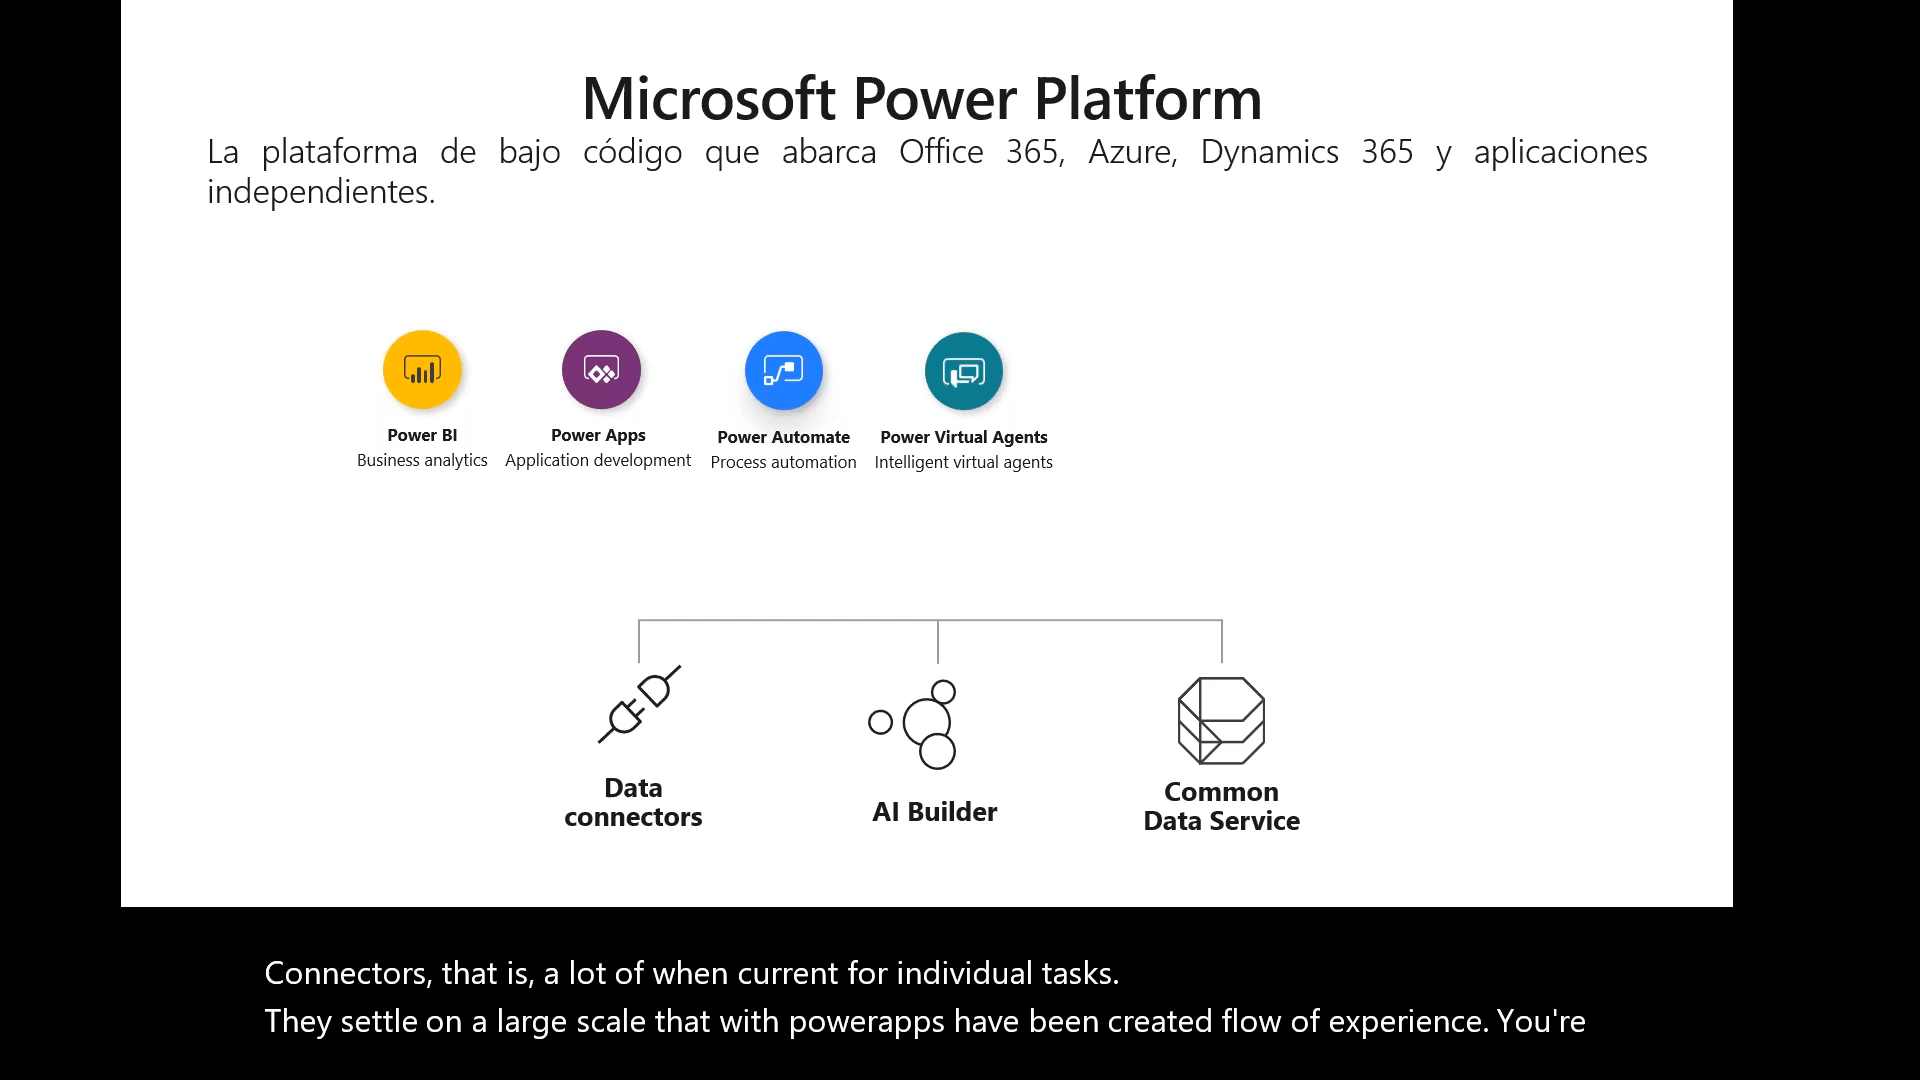 Microsoft Power Platform
La plataforma de bajo código que abarca Office 365, Azure, Dynamics 365 y aplicaciones
independientes.
Power BI
Business analytics
Power Apps
Application development
Power Automate
Process automation
Power Virtual Agents
Intelligent virtual agents
Data
connectors
AI Builder
Common
Data Service
Connectors, that is, a lot of when current for individual tasks.
They settle on a large scale that with powerapps have been created flow of experience. You're